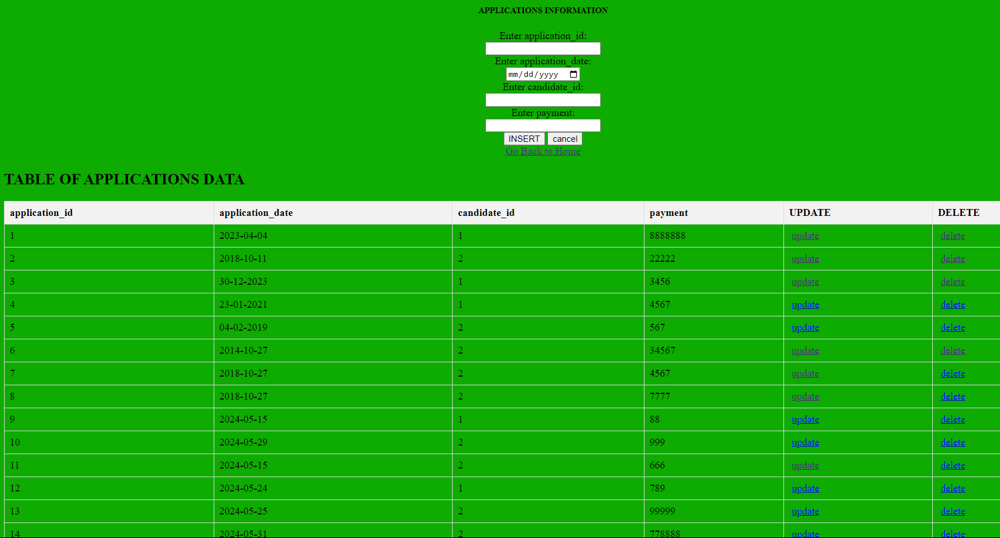 APPLICATIONS INFORMATION
Enter application_id:
Enter application_date:
mm/dd/yyyy
Enter candidate_id:
Enter payment:
INSERT cancel
Go Back to Home
TABLE OF APPLICATIONS DATA
application_id application_date candidate_id payment UPDATE DELETE
1 2023-04-04 1 8888888 update delete
2 2018-10-11 2 22222 update delete
3 30-12-2023 1 3456 update delete
4 23-01-2021 1 4567 update delete
5 04-02-2019 2 567 update delete
6 2014-10-27 2 34567 update delete
7 2018-10-27 2 4567 update delete
8 2018-10-27 2 7777 update delete
9 2024-05-15 1 88 update delete
10 2024-05-29 2 999 update delete
11 2024-05-15 2 666 update delete
12 2024-05-24 1 789 update delete
13 2024-05-25 2 99999 update delete
14 2024-05-31 2 778888 update delete